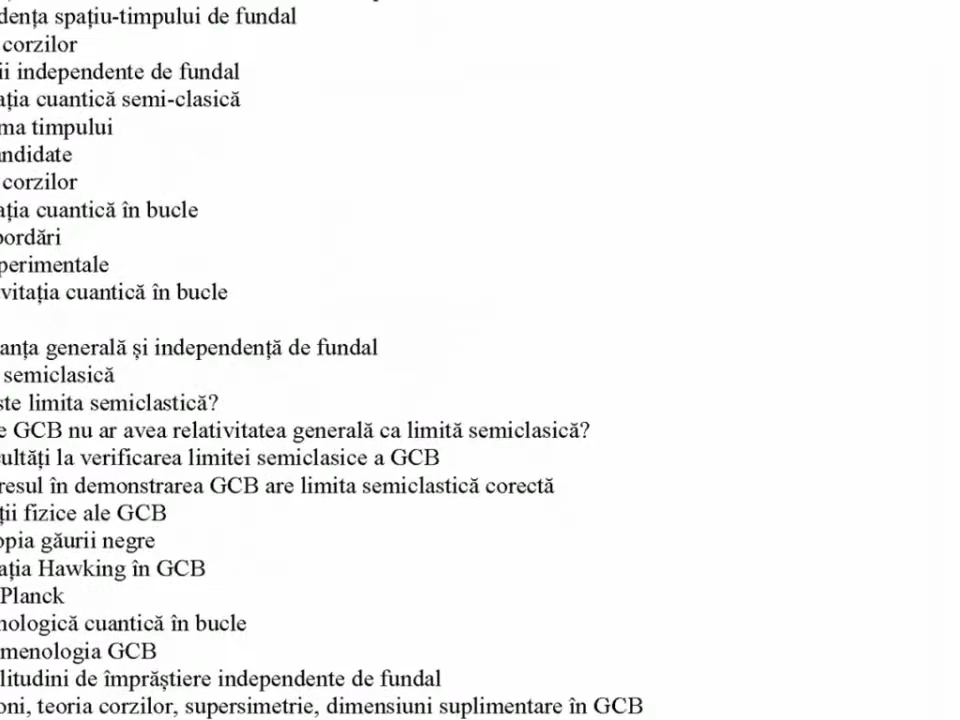 dența spațiu-timpului de fundal
corzilor
ii independente de fundal
ația cuantică semi-clasică
ma timpului
andidate
corzilor
ația cuantică în bucle
bordări
perimentale
vitația cuantică în bucle
anța generală și independență de fundal
semiclasică
ste limita semiclastică?
e GCB nu ar avea relativitatea generală ca limită semiclasică?
cultăți la verificarea limitei semiclasice a GCB
resul în demonstrarea GCB are limita semiclastică corectă
ții fizice ale GCB
opia găurii negre
ația Hawking în GCB
Planck
nologică cuantică în bucle
menologia GCB
litudini de împrăștiere independente de fundal
oni, teoria corzilor, supersimetrie, dimensiuni suplimentare în GCB